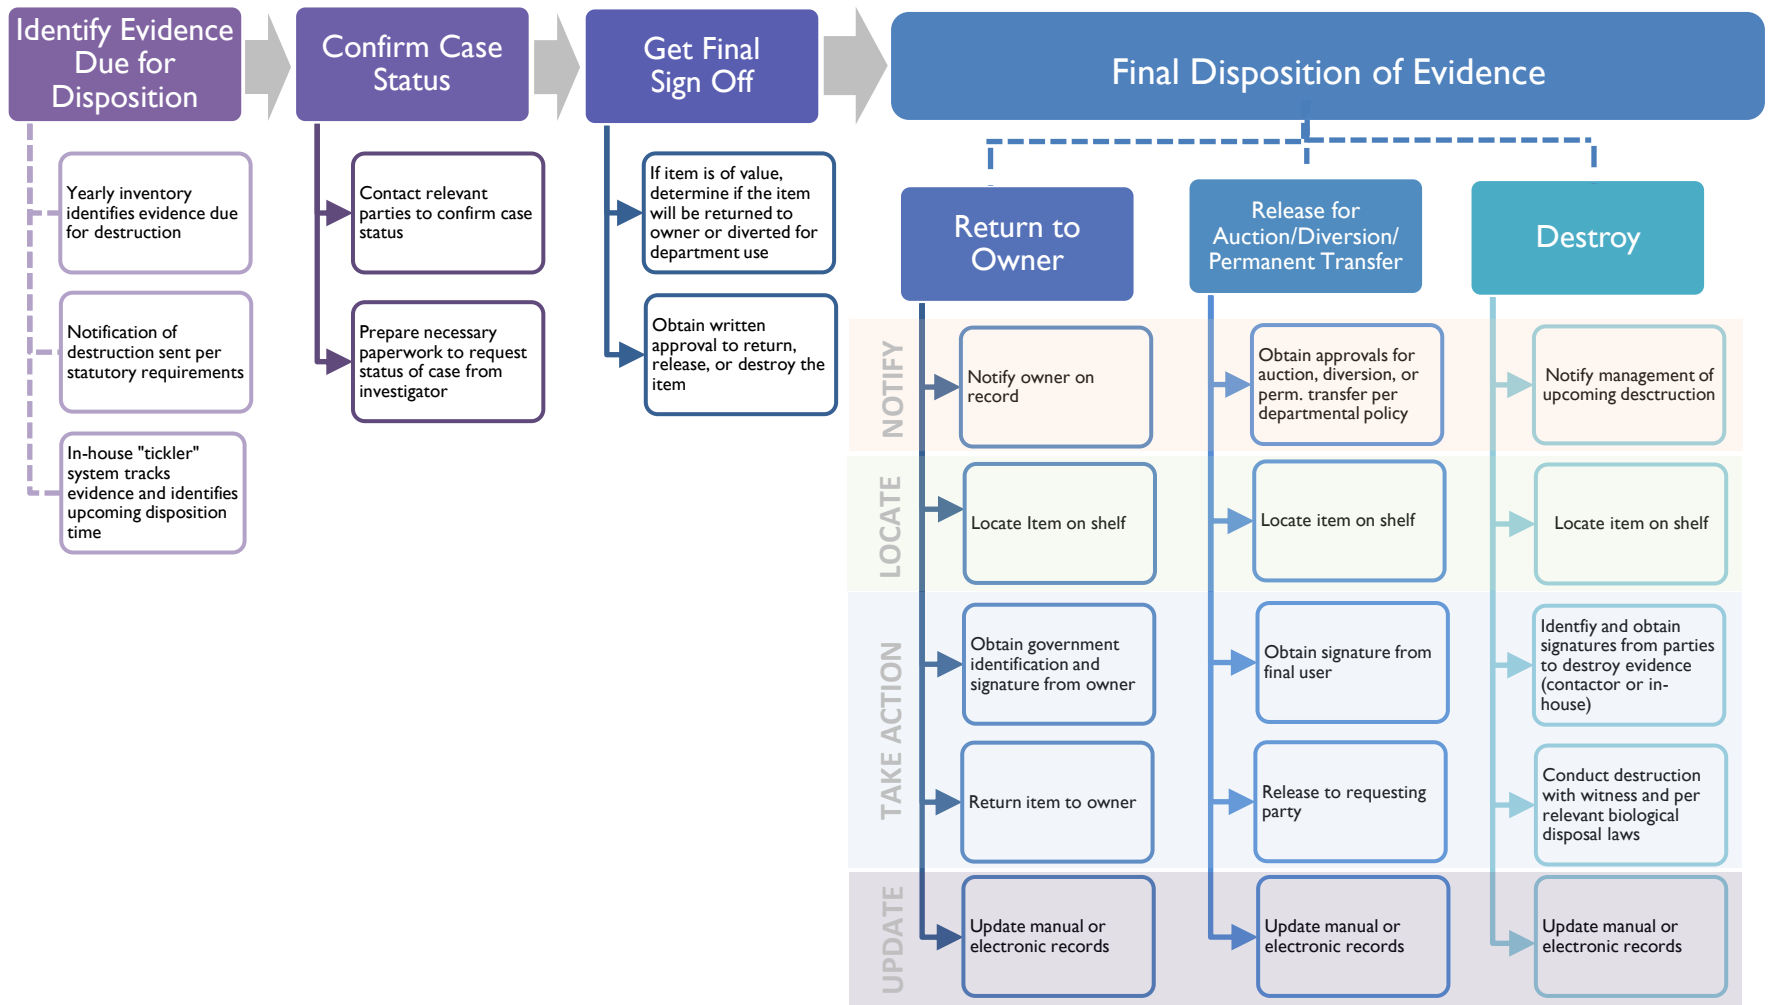 Identify Evidence
Due for
Disposition
Confirm Case
Status
Get Final
Sign Off
Final Disposition of Evidence
Yearly inventory
identifies evidence due
for destruction
Notification of
destruction sent per
statutory requirements
In-house "tickler"
system tracks
evidence and identifies
upcoming disposition
time
Contact relevant
parties to confirm case
status
Prepare necessary
paperwork to request
status of case from
investigator
If item is of value,
determine if the item
will be returned to
owner or diverted for
department use
Obtain written
approval to return,
release, or destroy the
item
Return to
Owner
Release for
Auction/Diversion/
Permanent Transfer
Destroy
NOTIFY
Notify owner on
record
Obtain approvals for
auction, diversion, or
perm. transfer per
departmental policy
Notify management of
upcoming desctruction
LOCATE
Locate Item on shelf
Locate item on shelf
Locate item on shelf
TAKE ACTION
Obtain government
identification and
signature from owner
Obtain signature from
final user
Identfiy and obtain
signatures from parties
to destroy evidence
(contactor or in-
house)
Return item to owner
Release to requesting
party
Conduct destruction
with witness and per
relevant biological
disposal laws
UPDATE
Update manual or
electronic records
Update manual or
electronic records
Update manual or
electronic records